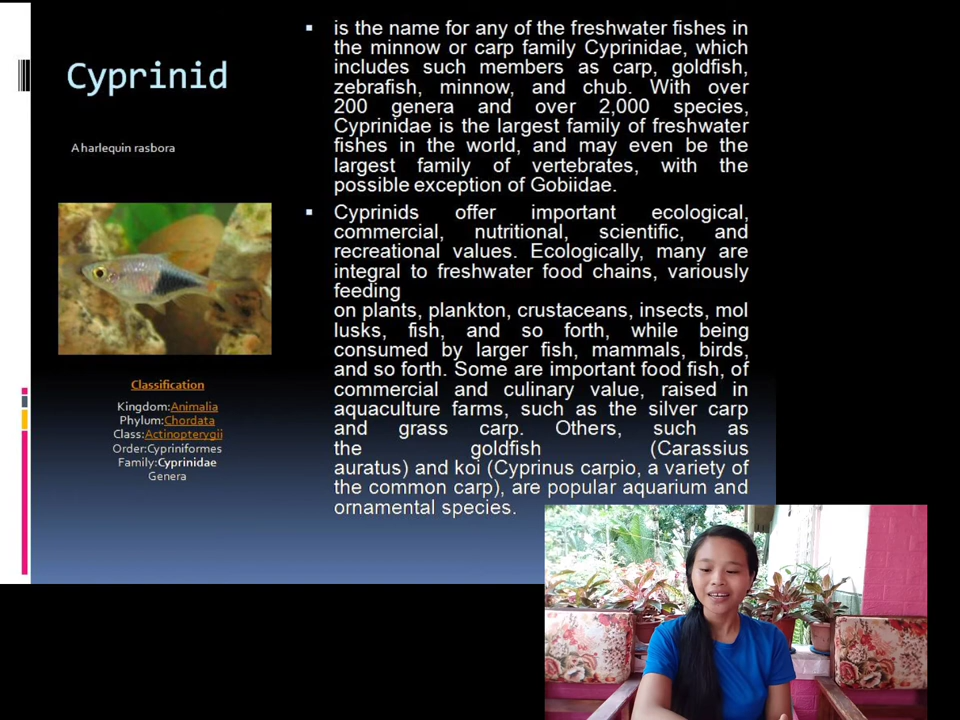 Cyprinid
A harlequin rasbora
Classification
Kingdom:Animalia
Phylum:Chordata
Class:Actinopterygii
Order:Cypriniformes
Family:Cyprinidae
Genera
is the name for any of the freshwater fishes in
the minnow or carp family Cyprinidae, which
includes such members as carp, goldfish,
zebrafish, minnow, and chub. With over
200 genera and over 2,000 species,
Cyprinidae is the largest family of freshwater
fishes in the world, and may even be the
largest family of vertebrates, with the
possible exception of Gobiidae.
Cyprinids offer important ecological,
commercial, nutritional, scientific, and
recreational values. Ecologically, many are
integral to freshwater food chains, variously
feeding
on plants, plankton, crustaceans, insects, mol
lusks, fish, and so forth, while being
consumed by larger fish, mammals, birds,
and so forth. Some are important food fish, of
commercial and culinary value, raised in
aquaculture farms, such as the silver carp
and grass carp. Others, such as
the goldfish (Carassius
auratus) and koi (Cyprinus carpio, a variety of
the common carp), are popular aquarium and
ornamental species.